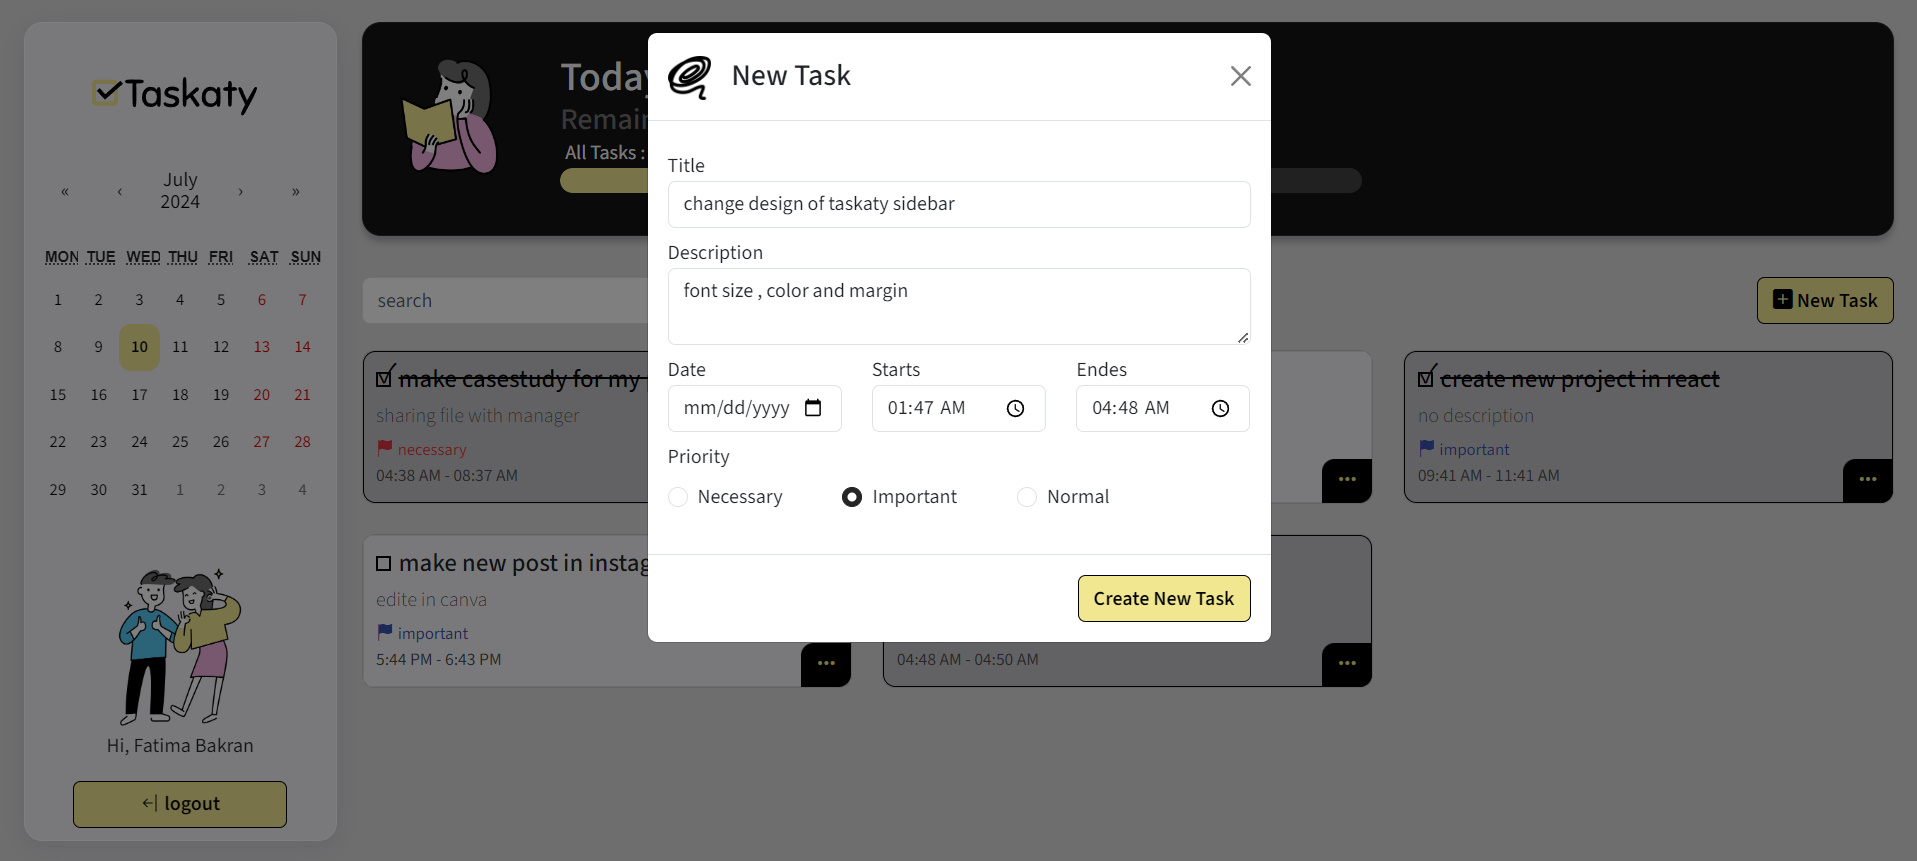 Taskaty
« ‹ July 2024 › »
MON TUE WED THU FRI SAT SUN
1 2 3 4 5 6 7
8 9 10 11 12 13 14
15 16 17 18 19 20 21
22 23 24 25 26 27 28
29 30 31 1 2 3 4
Hi, Fatima Bakran
logout
Today
All Tasks :
search
New Task
make casestudy for my
sharing file with manager
necessary
04:38 AM - 08:37 AM
create new project in react
no description
important
09:41 AM - 11:41 AM
make new post in
edite in canva
important
5:44 PM - 6:43 PM
04:48 AM - 04:50 AM
New Task
Title
change design of taskaty sidebar
Description
font size , color and margin
Date Starts Endes
mm/dd/yyyy 01:47 AM 04:48 AM
Priority
Necessary Important Normal
Create New Task